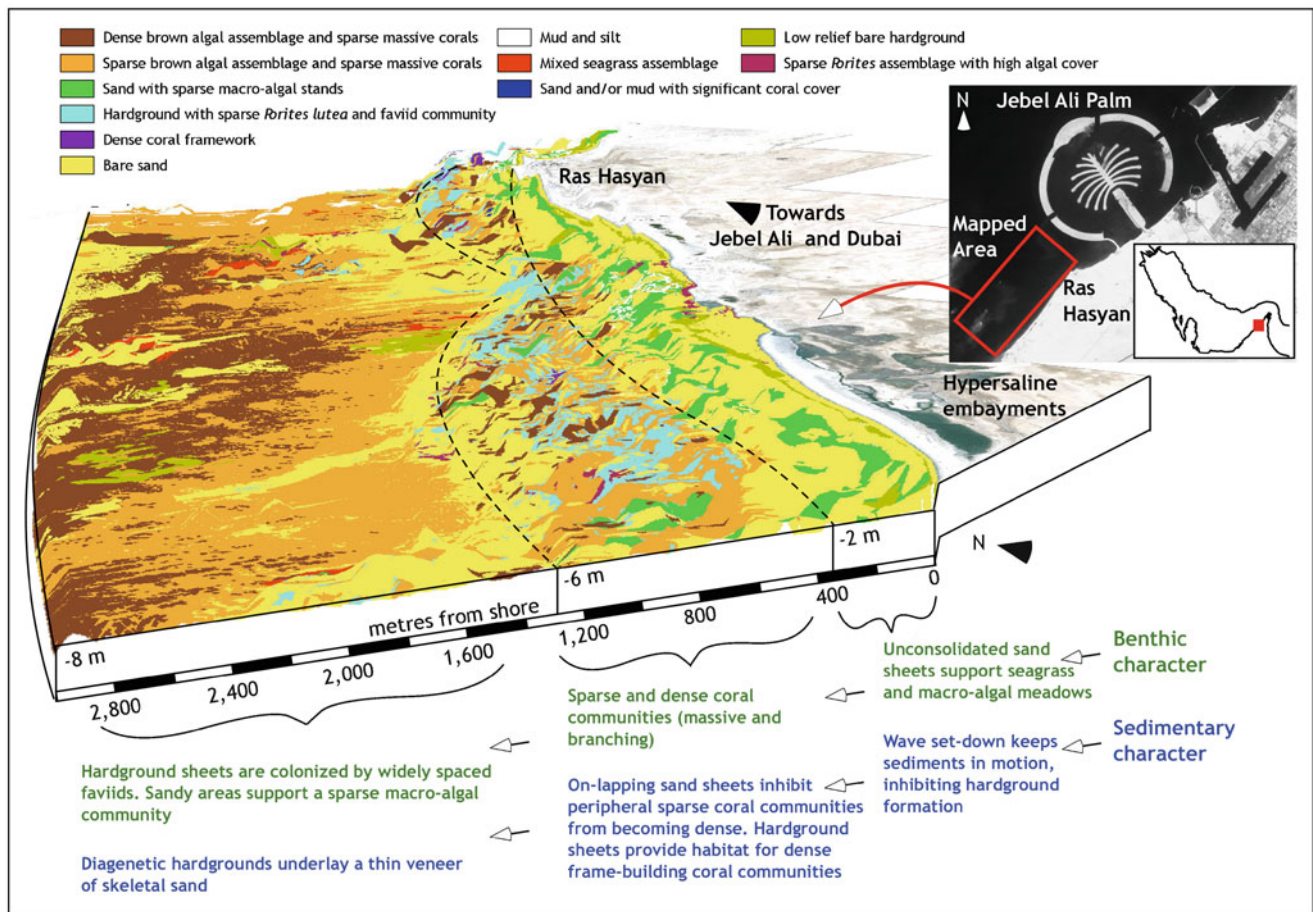 Dense brown algal assemblage and sparse massive corals
Sparse brown algal assemblage and sparse massive corals
Sand with sparse macro-algal stands
Hardground with sparse Porites lutea and faviid community
Dense coral framework
Bare sand
Mud and silt
Mixed seagrass assemblage
Sand and/or mud with significant coral cover
Low relief bare hardground
Sparse Porites assemblage with high algal cover
N
Jebel Ali Palm
Mapped
Area
Ras
Hasyan
Ras Hasyan
Towards
Jebel Ali and Dubai
Hypersaline
embayments
N
-2 m
-6 m
-8 m
metres from shore
0
400
800
1,200
1,600
2,000
2,400
2,800
Unconsolidated sand
sheets support seagrass
and macro-algal meadows
Benthic
character
Sparse and dense coral
communities (massive and
branching)
Hardground sheets are colonized by widely spaced
faviids. Sandy areas support a sparse macro-algal
community
Wave set-down keeps
sediments in motion,
inhibiting hardground
formation
Sedimentary
character
On-lapping sand sheets inhibit
peripheral sparse coral communities
from becoming dense. Hardground
sheets provide habitat for dense
frame-building coral communities
Diagenetic hardgrounds underlay a thin veneer
of skeletal sand